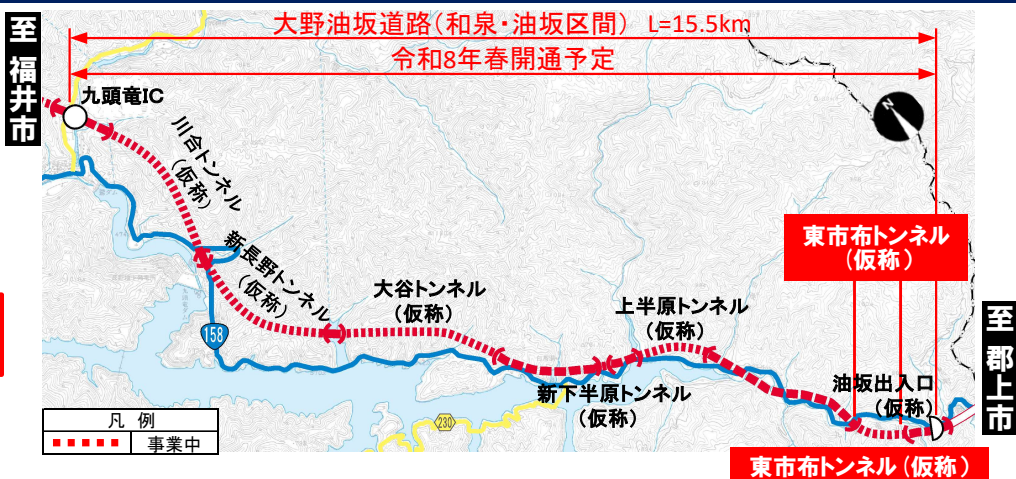 大野油坂道路(和泉・油坂区間) L=15.5km
令和8年春開通予定
至 福井市
九頭竜IC
川合トンネル
(仮称)
新長野トンネル
(仮称)
158
大谷トンネル
(仮称)
上半原トンネル
(仮称)
東市布トンネル
(仮称)
至 郡上市
新下半原トンネル
(仮称)
油坂出入口
(仮称)
230
N
凡 例
事業中
東市布トンネル(仮称)